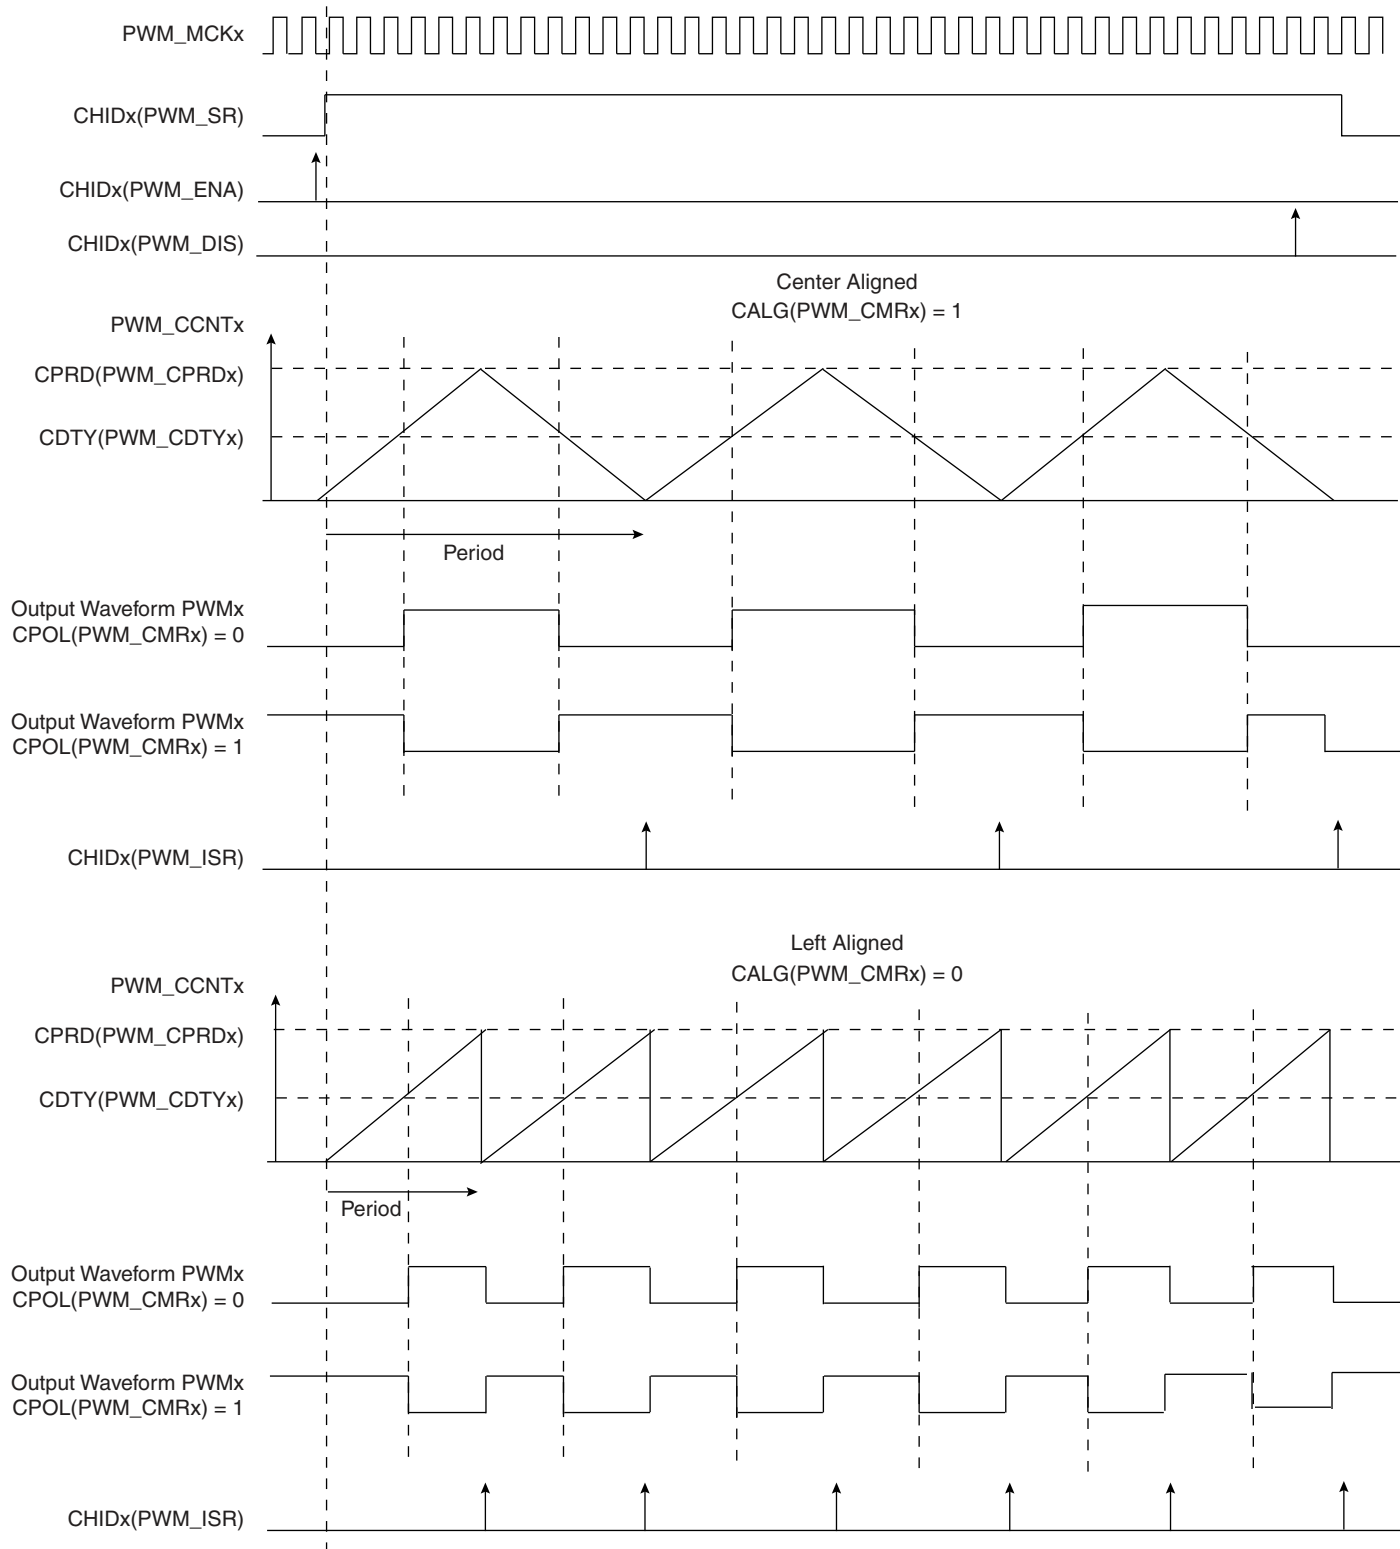 PWM_MCKx
CHIDx(PWM_SR)
CHIDx(PWM_ENA)
CHIDx(PWM_DIS)
Center Aligned
CALG(PWM_CMRx) = 1
PWM_CCNTx
CPRD(PWM_CPRDx)
CDTY(PWM_CDTYx)
Period
Output Waveform PWMx
CPOL(PWM_CMRx) = 0
Output Waveform PWMx
CPOL(PWM_CMRx) = 1
CHIDx(PWM_ISR)
Left Aligned
CALG(PWM_CMRx) = 0
PWM_CCNTx
CPRD(PWM_CPRDx)
CDTY(PWM_CDTYx)
Period
Output Waveform PWMx
CPOL(PWM_CMRx) = 0
Output Waveform PWMx
CPOL(PWM_CMRx) = 1
CHIDx(PWM_ISR)